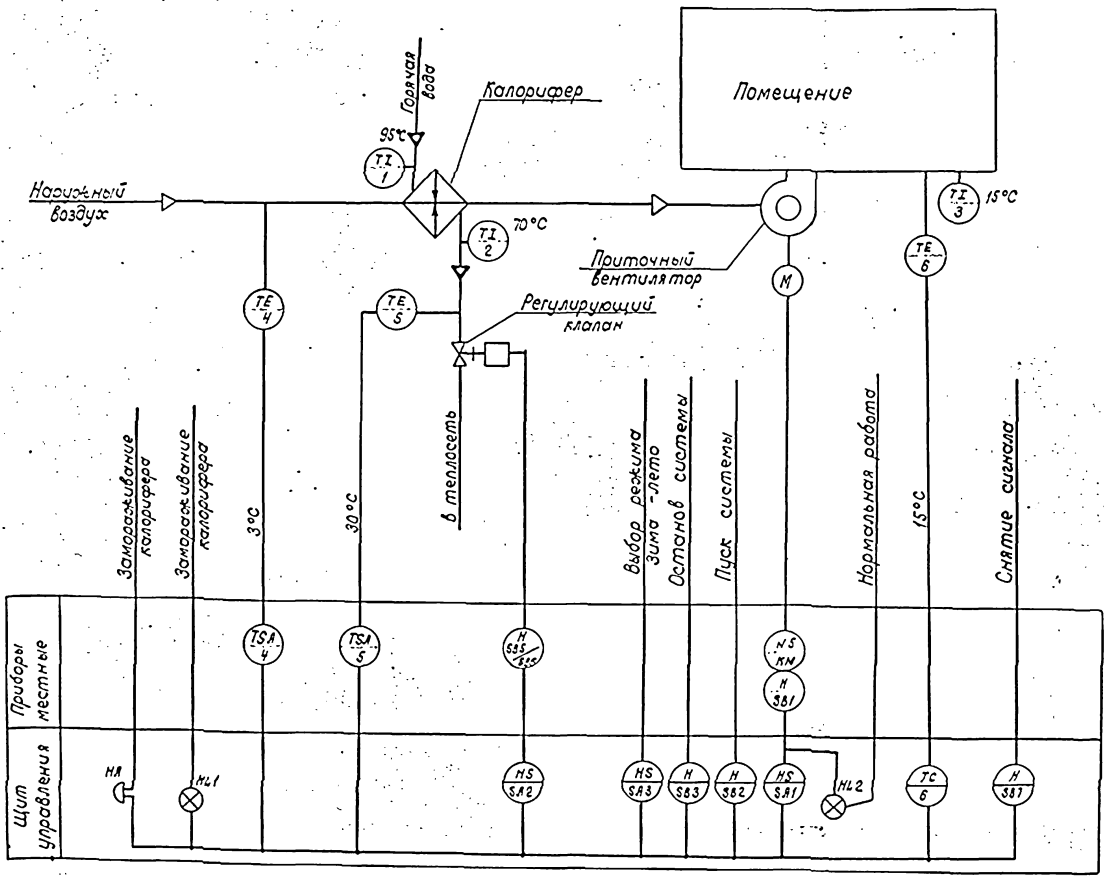 Горячая
вода
95°С
Калорифер
Помещение
TI
1
Наружный
воздух
TI
2
70°С
TI
3
15°С
TE
6
Приточный
вентилятор
M
TE
4
TE
5
Регулирующий
клапан
Замораживание
калорифера
Замораживание
калорифера
3°С
30°С
В теплосеть
Выбор режима
Зима - лето
Останов системы
Пуск системы
Нормальная работа
15°С
Снятие сигнала
Приборы
местные
TSA
4
TSA
5
H
SB5
NS
KM
H
SB1
Щит
управления
HA
HL1
HS
SA2
HS
SA3
H
SB3
H
SB2
HS
SA1
HL2
TC
6
H
SB7